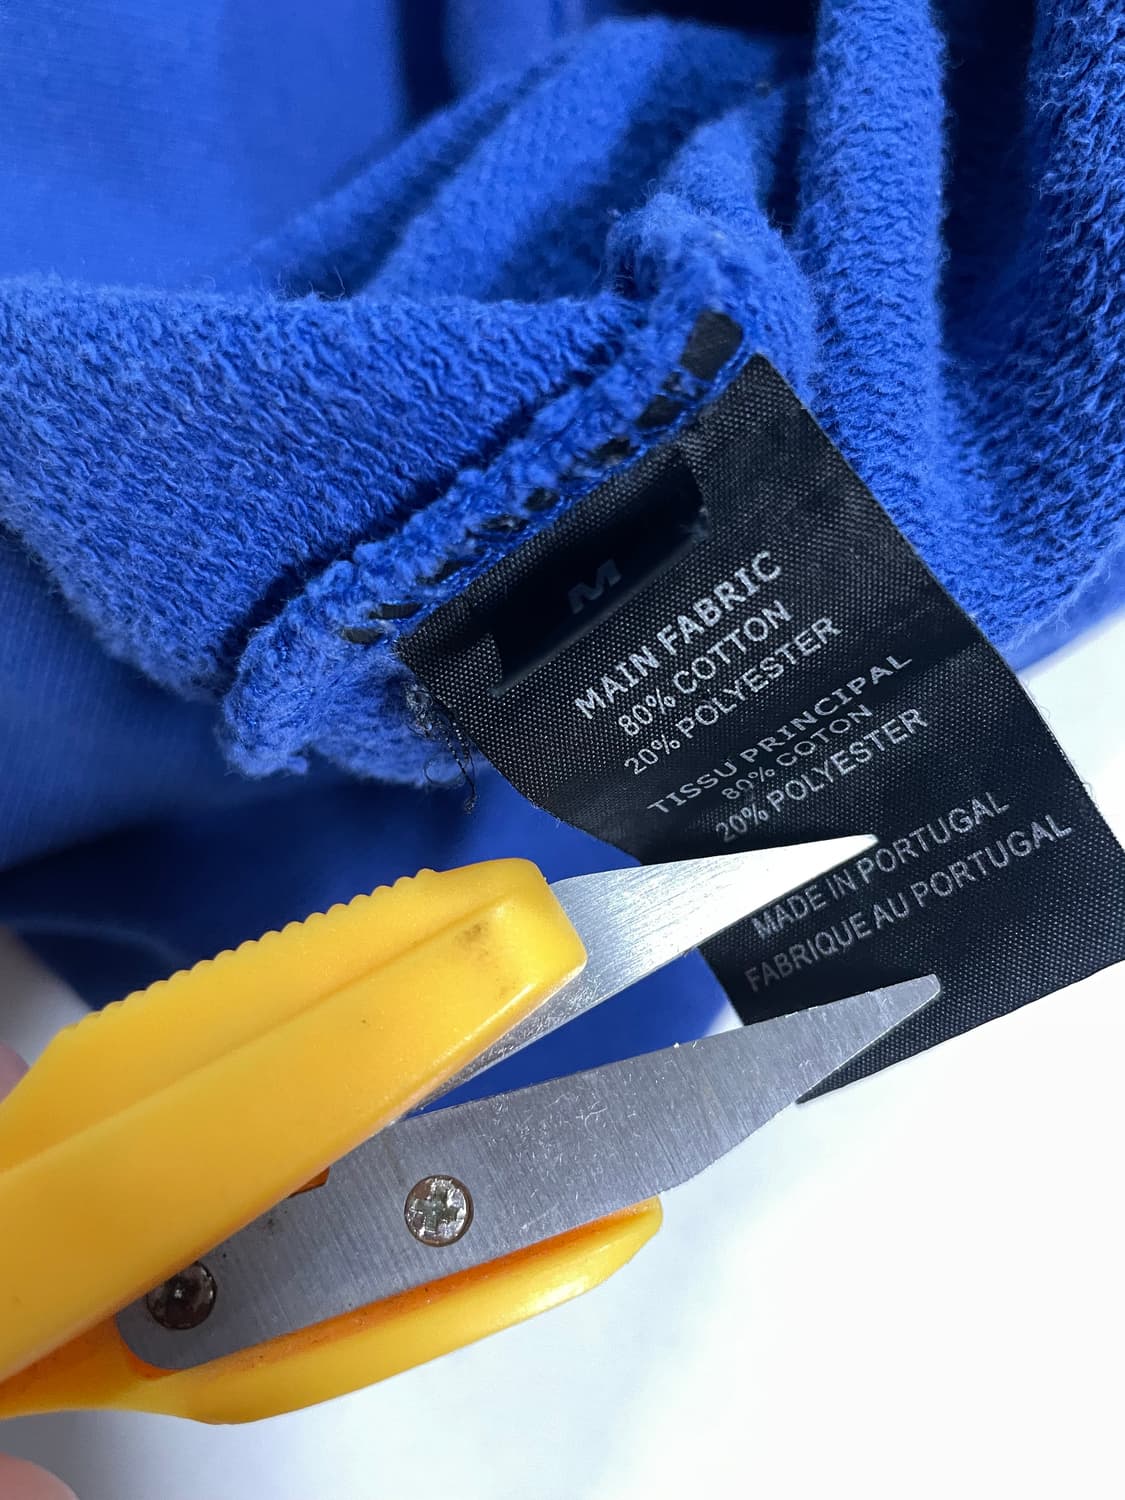 M
MAIN FABRIC
80% COTTON
20% POLYESTER
TISSU PRINCIPAL
80% COTON
20% POLYESTER
MADE IN PORTUGAL
FABRIQUE AU PORTUGAL